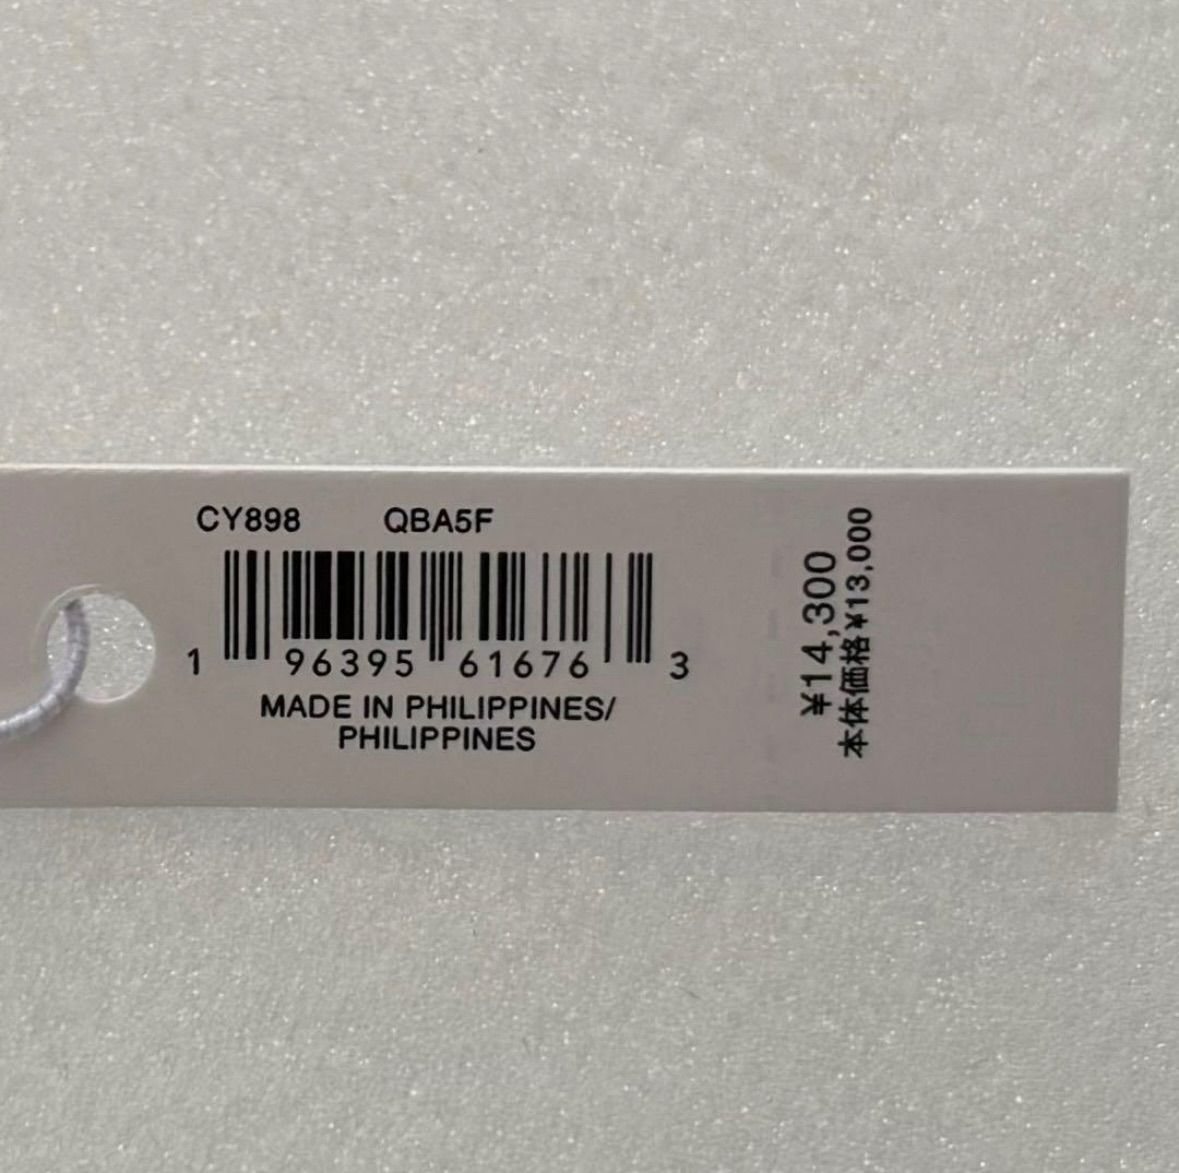 CY898 QBA5F
1 96395 61676 3
MADE IN PHILIPPINES/
PHILIPPINES
¥14,300
本体価格¥13,000